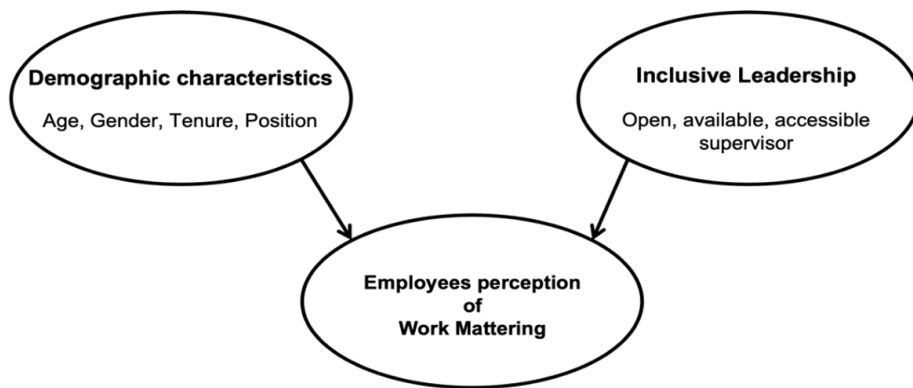 Demographic characteristics
Age, Gender, Tenure, Position
Inclusive Leadership
Open, available, accessible
supervisor
Employees perception
of
Work Mattering